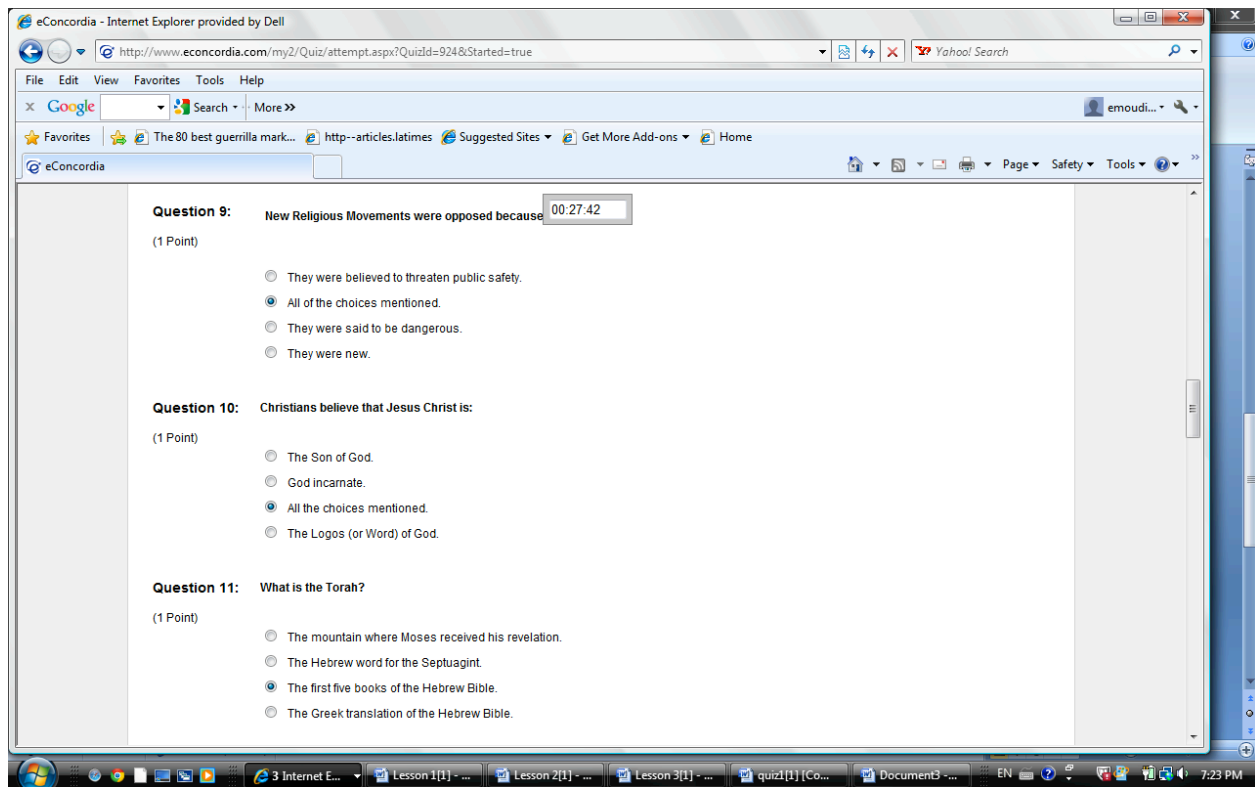 eConcordia - Internet Explorer provided by Dell
http://www.econcordia.com/my2/Quiz/attempt.aspx?QuizId=924&Started=true
Yahoo! Search
File Edit View Favorites Tools Help
x Google Search More >> emoudi...
Favorites The 80 best guerrilla mark... http--articles.latimes Suggested Sites Get More Add-ons Home
eConcordia Page Safety Tools >>
Question 9: New Religious Movements were opposed because 00:27:42
(1 Point)
They were believed to threaten public safety.
All of the choices mentioned.
They were said to be dangerous.
They were new.
Question 10: Christians believe that Jesus Christ is:
(1 Point)
The Son of God.
God incarnate.
All the choices mentioned.
The Logos (or Word) of God.
Question 11: What is the Torah?
(1 Point)
The mountain where Moses received his revelation.
The Hebrew word for the Septuagint.
The first five books of the Hebrew Bible.
The Greek translation of the Hebrew Bible.
3 Internet E... Lesson 1[1] - ... Lesson 2[1] - ... Lesson 3[1] - ... quiz1[1] [Co... Document3 - ... EN 7:23 PM